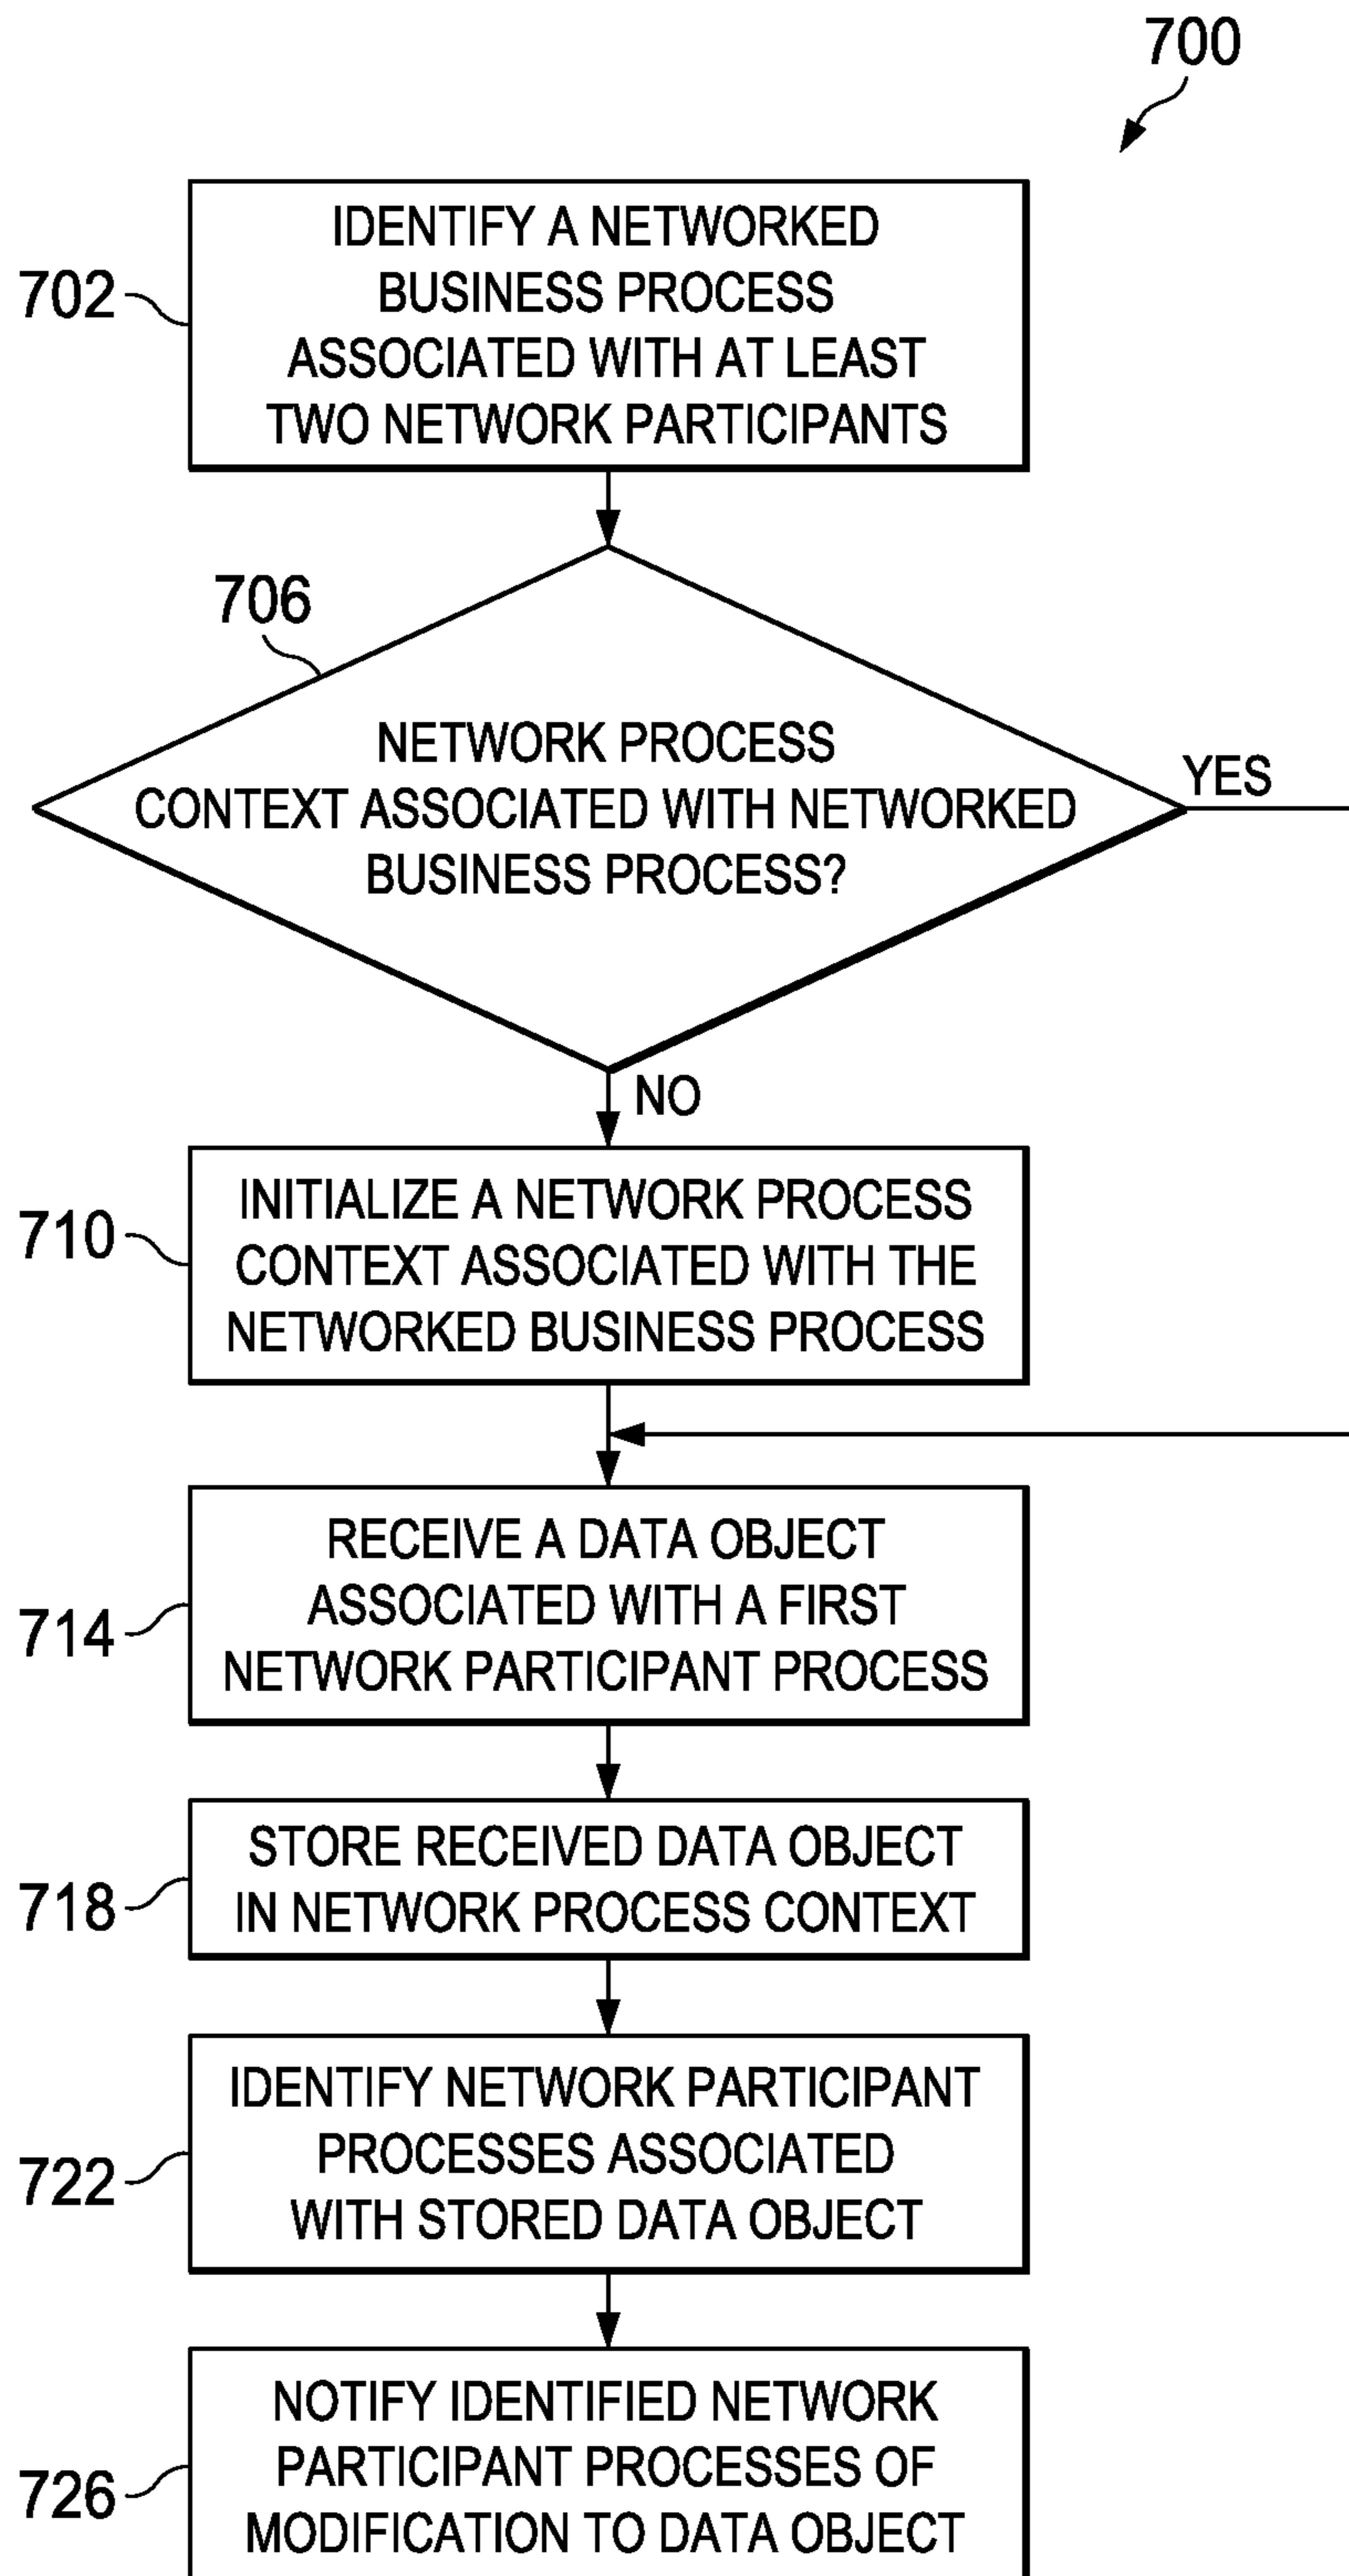 700
702
IDENTIFY A NETWORKED
BUSINESS PROCESS
ASSOCIATED WITH AT LEAST
TWO NETWORK PARTICIPANTS
706
NETWORK PROCESS
CONTEXT ASSOCIATED WITH NETWORKED
BUSINESS PROCESS?
YES
NO
710
INITIALIZE A NETWORK PROCESS
CONTEXT ASSOCIATED WITH THE
NETWORKED BUSINESS PROCESS
714
RECEIVE A DATA OBJECT
ASSOCIATED WITH A FIRST
NETWORK PARTICIPANT PROCESS
718
STORE RECEIVED DATA OBJECT
IN NETWORK PROCESS CONTEXT
722
IDENTIFY NETWORK PARTICIPANT
PROCESSES ASSOCIATED
WITH STORED DATA OBJECT
726
NOTIFY IDENTIFIED NETWORK
PARTICIPANT PROCESSES OF
MODIFICATION TO DATA OBJECT